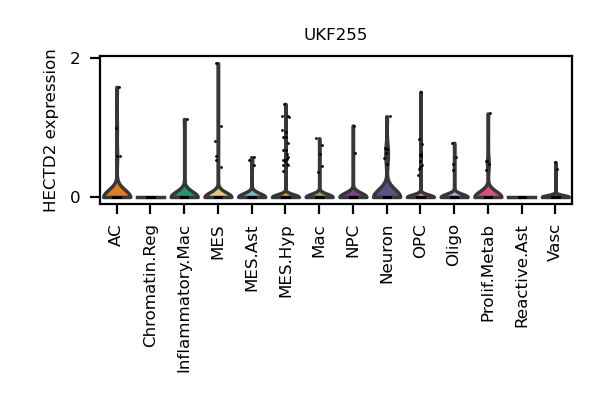 UKF255
HECTD2 expression
2
0
AC
Chromatin.Reg
Inflammatory.Mac
MES
MES.Ast
MES.Hyp
Mac
NPC
Neuron
OPC
Oligo
Prolif.Metab
Reactive.Ast
Vasc